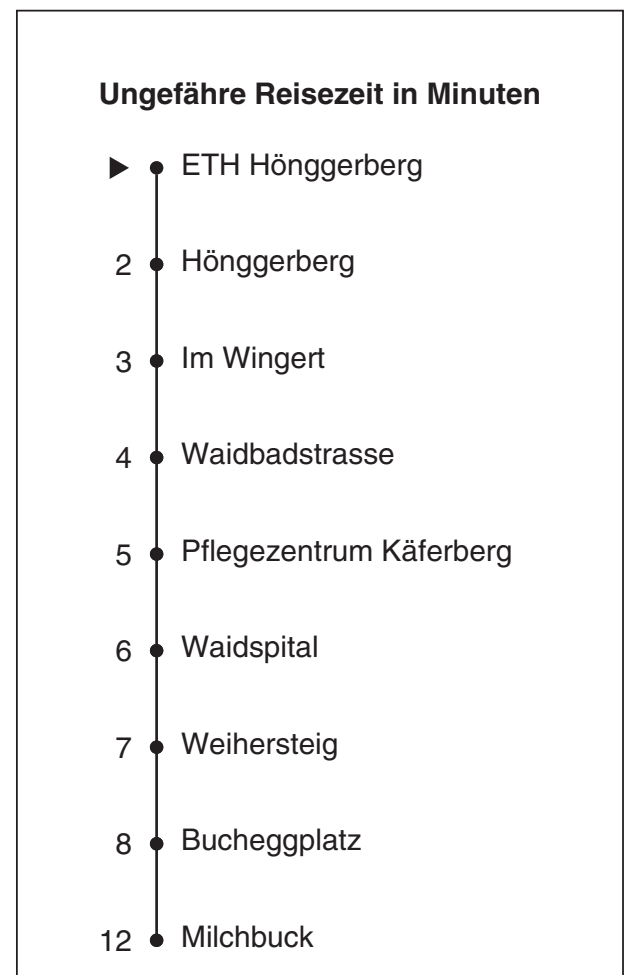 Ungefähre Reisezeit in Minuten
ETH Hönggerberg
2 Hönggerberg
3 Im Wingert
4 Waidbadstrasse
5 Pflegezentrum Käferberg
6 Waidspital
7 Weihersteig
8 Bucheggplatz
12 Milchbuck